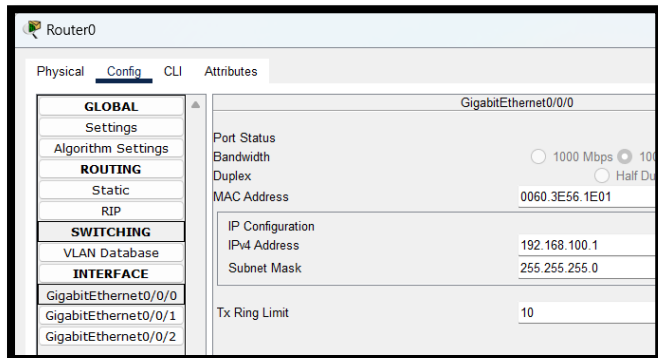 Router0
Physical Config CLI Attributes
GLOBAL
Settings
Algorithm Settings
ROUTING
Static
RIP
SWITCHING
VLAN Database
INTERFACE
GigabitEthernet0/0/0
GigabitEthernet0/0/1
GigabitEthernet0/0/2
GigabitEthernet0/0/0
Port Status
Bandwidth 1000 Mbps 10
Duplex Half Du
MAC Address 0060.3E56.1E01
IP Configuration
IPv4 Address 192.168.100.1
Subnet Mask 255.255.255.0
Tx Ring Limit 10